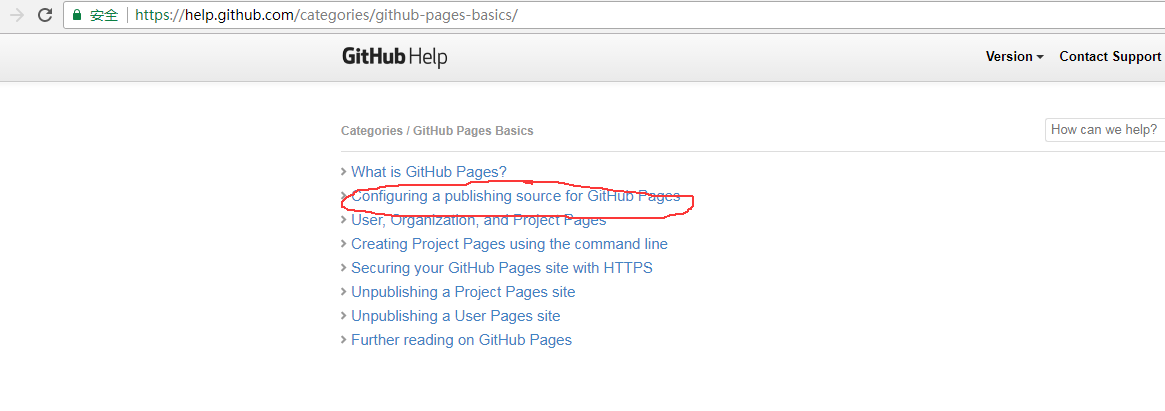 安全 https://help.github.com/categories/github-pages-basics/
GitHub Help
Version Contact Support
Categories / GitHub Pages Basics
How can we help?
What is GitHub Pages?
Configuring a publishing source for GitHub Pages
User, Organization, and Project Pages
Creating Project Pages using the command line
Securing your GitHub Pages site with HTTPS
Unpublishing a Project Pages site
Unpublishing a User Pages site
Further reading on GitHub Pages